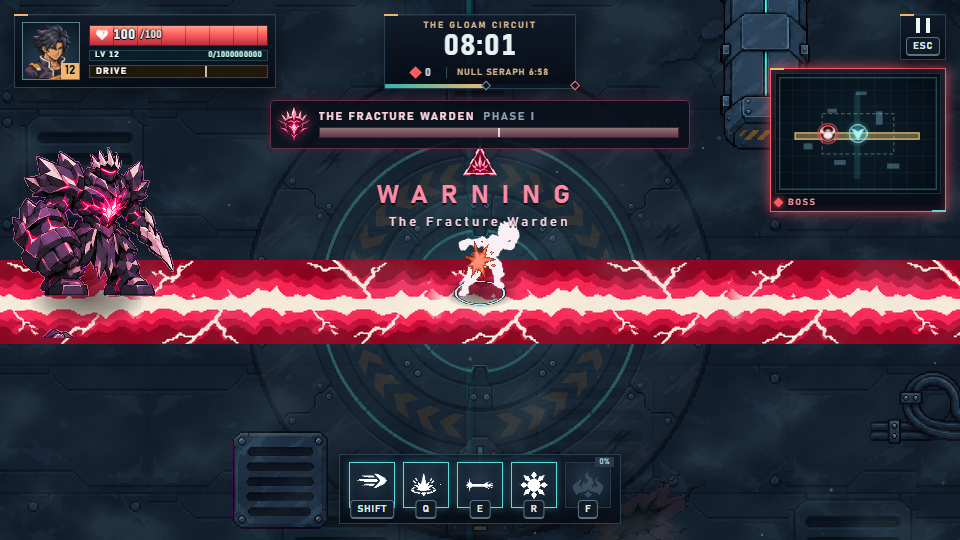 100 /100
LV 12
0/1000000000
12
DRIVE
THE GLOAM CIRCUIT
08:01
0
NULL SERAPH 6:58
ESC
THE FRACTURE WARDEN PHASE I
BOSS
WARNING
The Fracture Warden
0%
SHIFT
Q
E
R
F